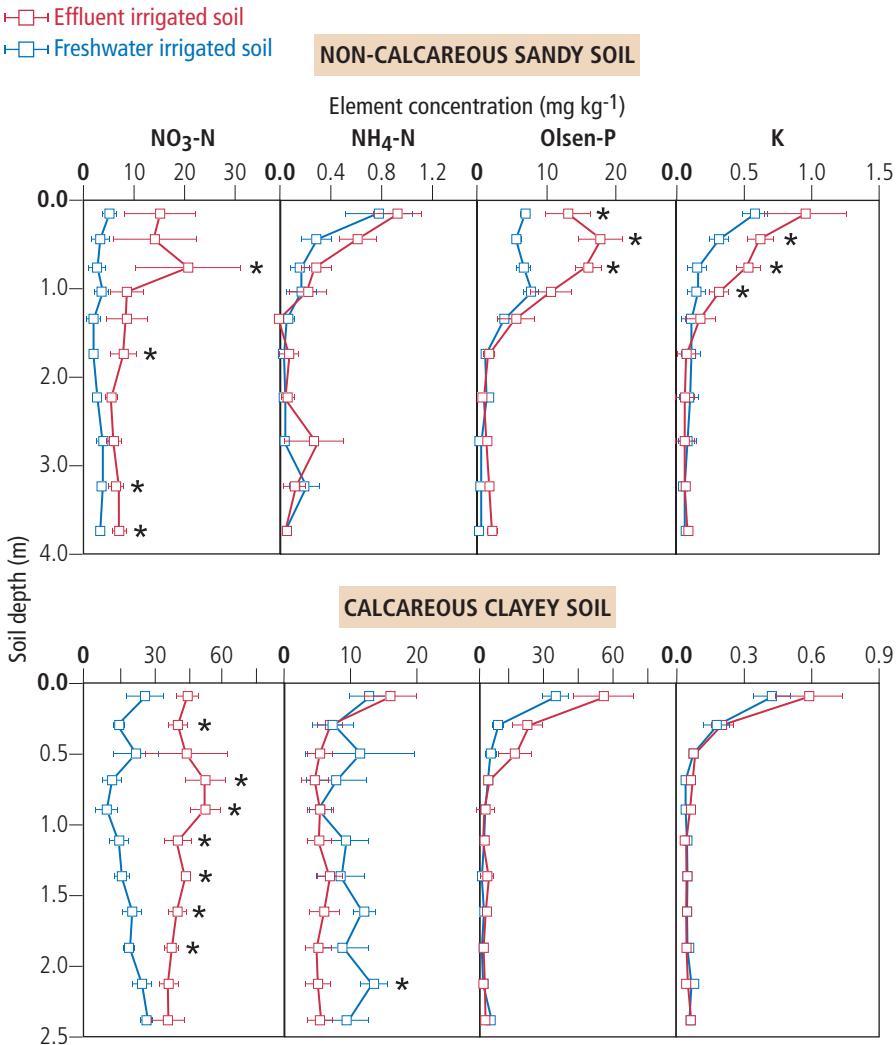 Effluent irrigated soil
Freshwater irrigated soil
NON-CALCAREOUS SANDY SOIL
Element concentration (mg kg-1)
NO3-N NH4-N Olsen-P K
0 10 20 30 0.0 0.4 0.8 1.2 0 10 20 0.0 0.5 1.0 1.5
0.0
* * *
* * *
* * *
1.0
*
*
2.0
3.0
*
*
4.0
Soil depth (m)
CALCAREOUS CLAYEY SOIL
0 30 60 0 10 20 0 30 60 0.0 0.3 0.6 0.9
0.0
*
0.5
*
*
1.0
*
*
1.5
*
*
2.0
*
2.5